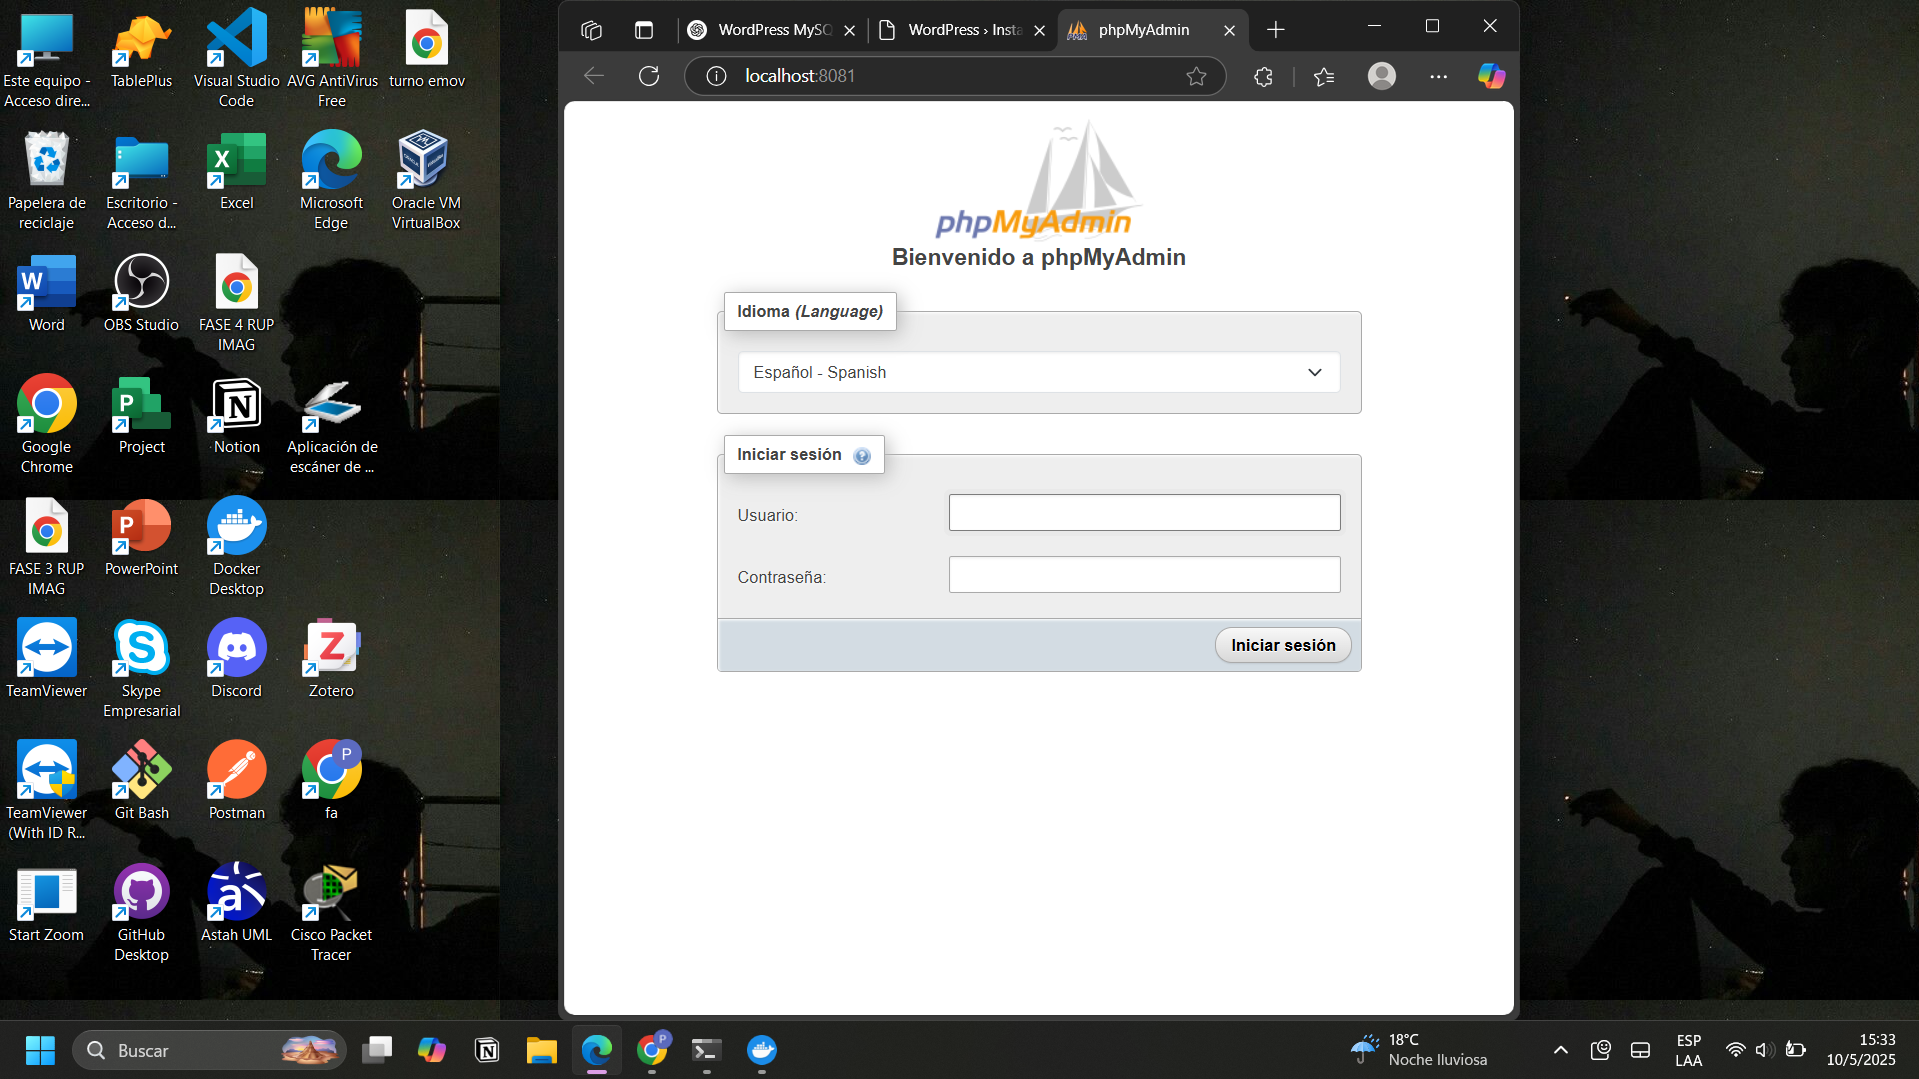 Este equipo -
Acceso dire...
TablePlus
Visual Studio
Code
AVG AntiVirus
Free
turno emov
Papelera de
reciclaje
Escritorio -
Acceso d...
Excel
Microsoft
Edge
Oracle VM
VirtualBox
Word
OBS Studio
FASE 4 RUP
IMAG
Google
Chrome
Project
Notion
Aplicación de
escáner de ...
FASE 3 RUP
IMAG
PowerPoint
Docker
Desktop
TeamViewer
Skype
Empresarial
Discord
Zotero
TeamViewer
(With ID R...
Git Bash
Postman
fa
Start Zoom
GitHub
Desktop
Astah UML
Cisco Packet
Tracer
WordPress MySQ
WordPress › Insta
phpMyAdmin
localhost:8081
phpMyAdmin
Bienvenido a phpMyAdmin
Idioma (Language)
Español - Spanish
Iniciar sesión
Usuario:
Contraseña:
Iniciar sesión
Buscar
18°C
Noche lluviosa
ESP
LAA
15:33
10/5/2025